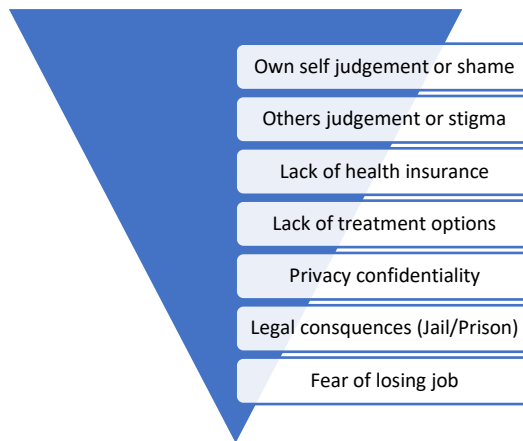 Own self judgement or shame
Others judgement or stigma
Lack of health insurance
Lack of treatment options
Privacy confidentiality
Legal consquences (Jail/Prison)
Fear of losing job